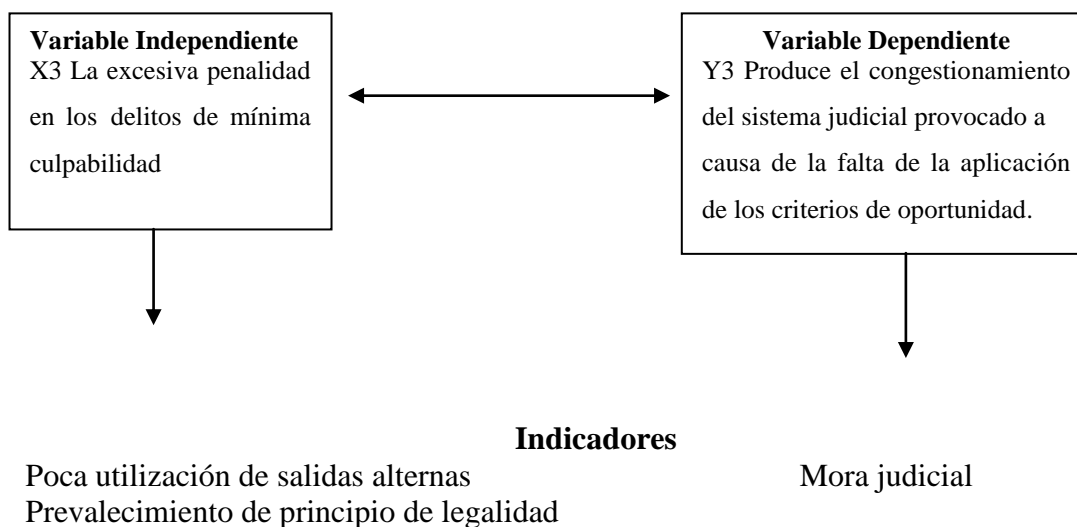 Variable Independiente
X3 La excesiva penalidad
en los delitos de mínima
culpabilidad
Variable Dependiente
Y3 Produce el congestionamiento
del sistema judicial provocado a
causa de la falta de la aplicación
de los criterios de oportunidad.
Indicadores
Poca utilización de salidas alternas
Mora judicial
Prevalecimiento de principio de legalidad